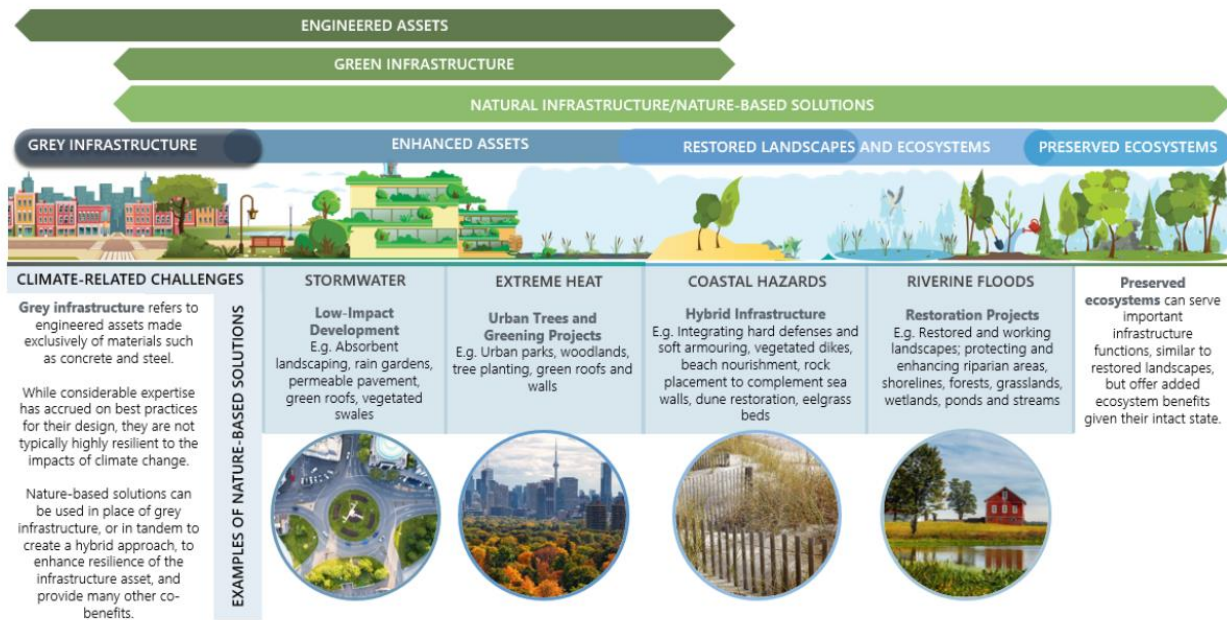 ENGINEERED ASSETS
GREEN INFRASTRUCTURE
NATURAL INFRASTRUCTURE/NATURE-BASED SOLUTIONS
GREY INFRASTRUCTURE
ENHANCED ASSETS
RESTORED LANDSCAPES AND ECOSYSTEMS
PRESERVED ECOSYSTEMS
CLIMATE-RELATED CHALLENGES
Grey infrastructure refers to
engineered assets made
exclusively of materials such
as concrete and steel.
While considerable expertise
has accrued on best practices
for their design, they are not
typically highly resilient to the
impacts of climate change.
Nature-based solutions can
be used in place of grey
infrastructure, or in tandem to
create a hybrid approach, to
enhance resilience of the
infrastructure asset, and
provide many other co-
benefits.
EXAMPLES OF NATURE-BASED SOLUTIONS
STORMWATER
Low-Impact
Development
E.g. Absorbent
landscaping, rain gardens,
permeable pavement,
green roofs, vegetated
swales
EXTREME HEAT
Urban Trees and
Greening Projects
E.g. Urban parks, woodlands,
tree planting, green roofs and
walls
COASTAL HAZARDS
Hybrid Infrastructure
E.g. Integrating hard defenses and
soft armouring, vegetated dikes,
beach nourishment, rock
placement to complement sea
walls, dune restoration, eelgrass
beds
RIVERINE FLOODS
Restoration Projects
E.g. Restored and working
landscapes; protecting and
enhancing riparian areas,
shorelines, forests, grasslands,
wetlands, ponds and streams
Preserved
ecosystems can serve
important
infrastructure
functions, similar to
restored landscapes,
but offer added
ecosystem benefits
given their intact state.